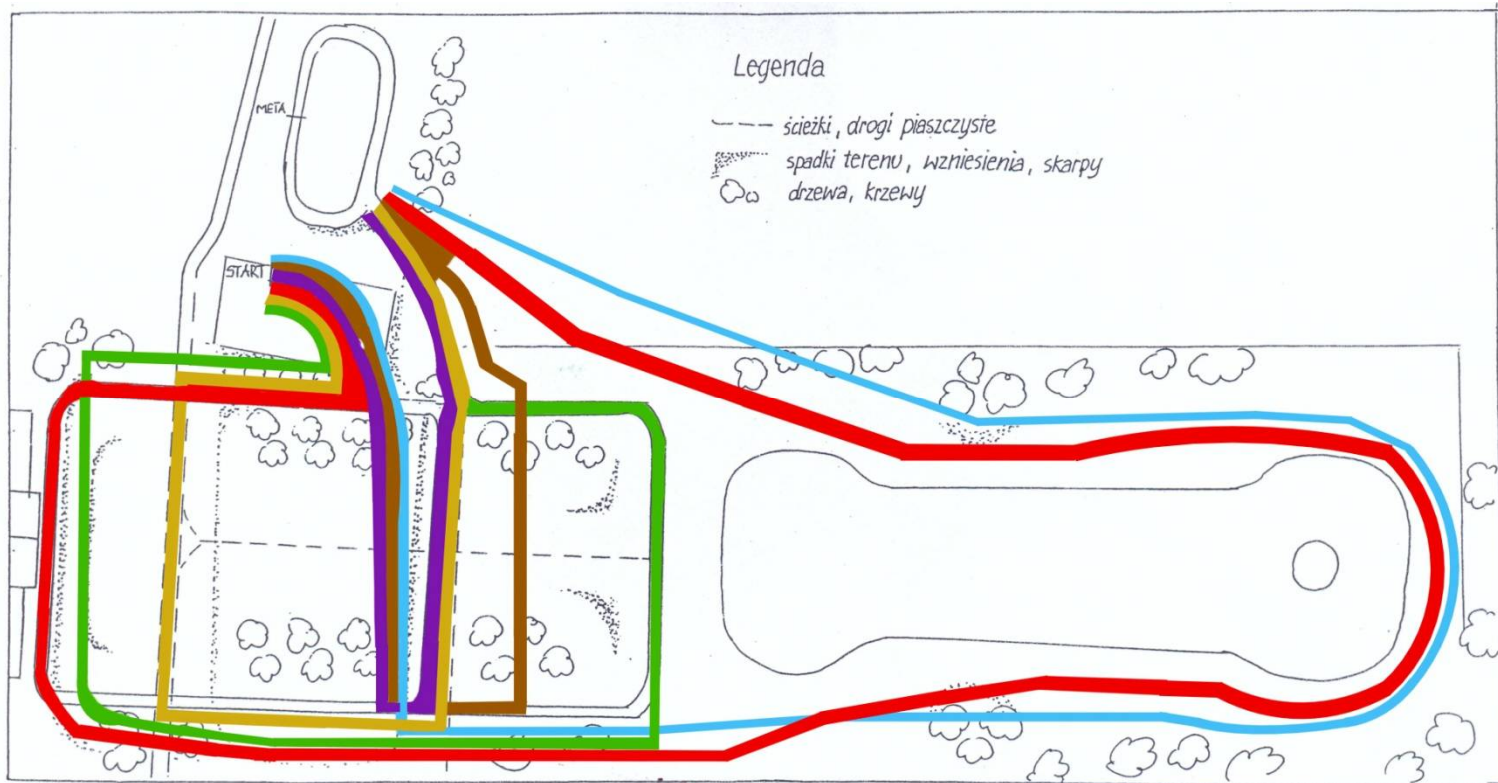 META
START
Legenda
ścieżki, drogi piaszczyste
spadki terenu, wzniesienia, skarpy
drzewa, krzewy